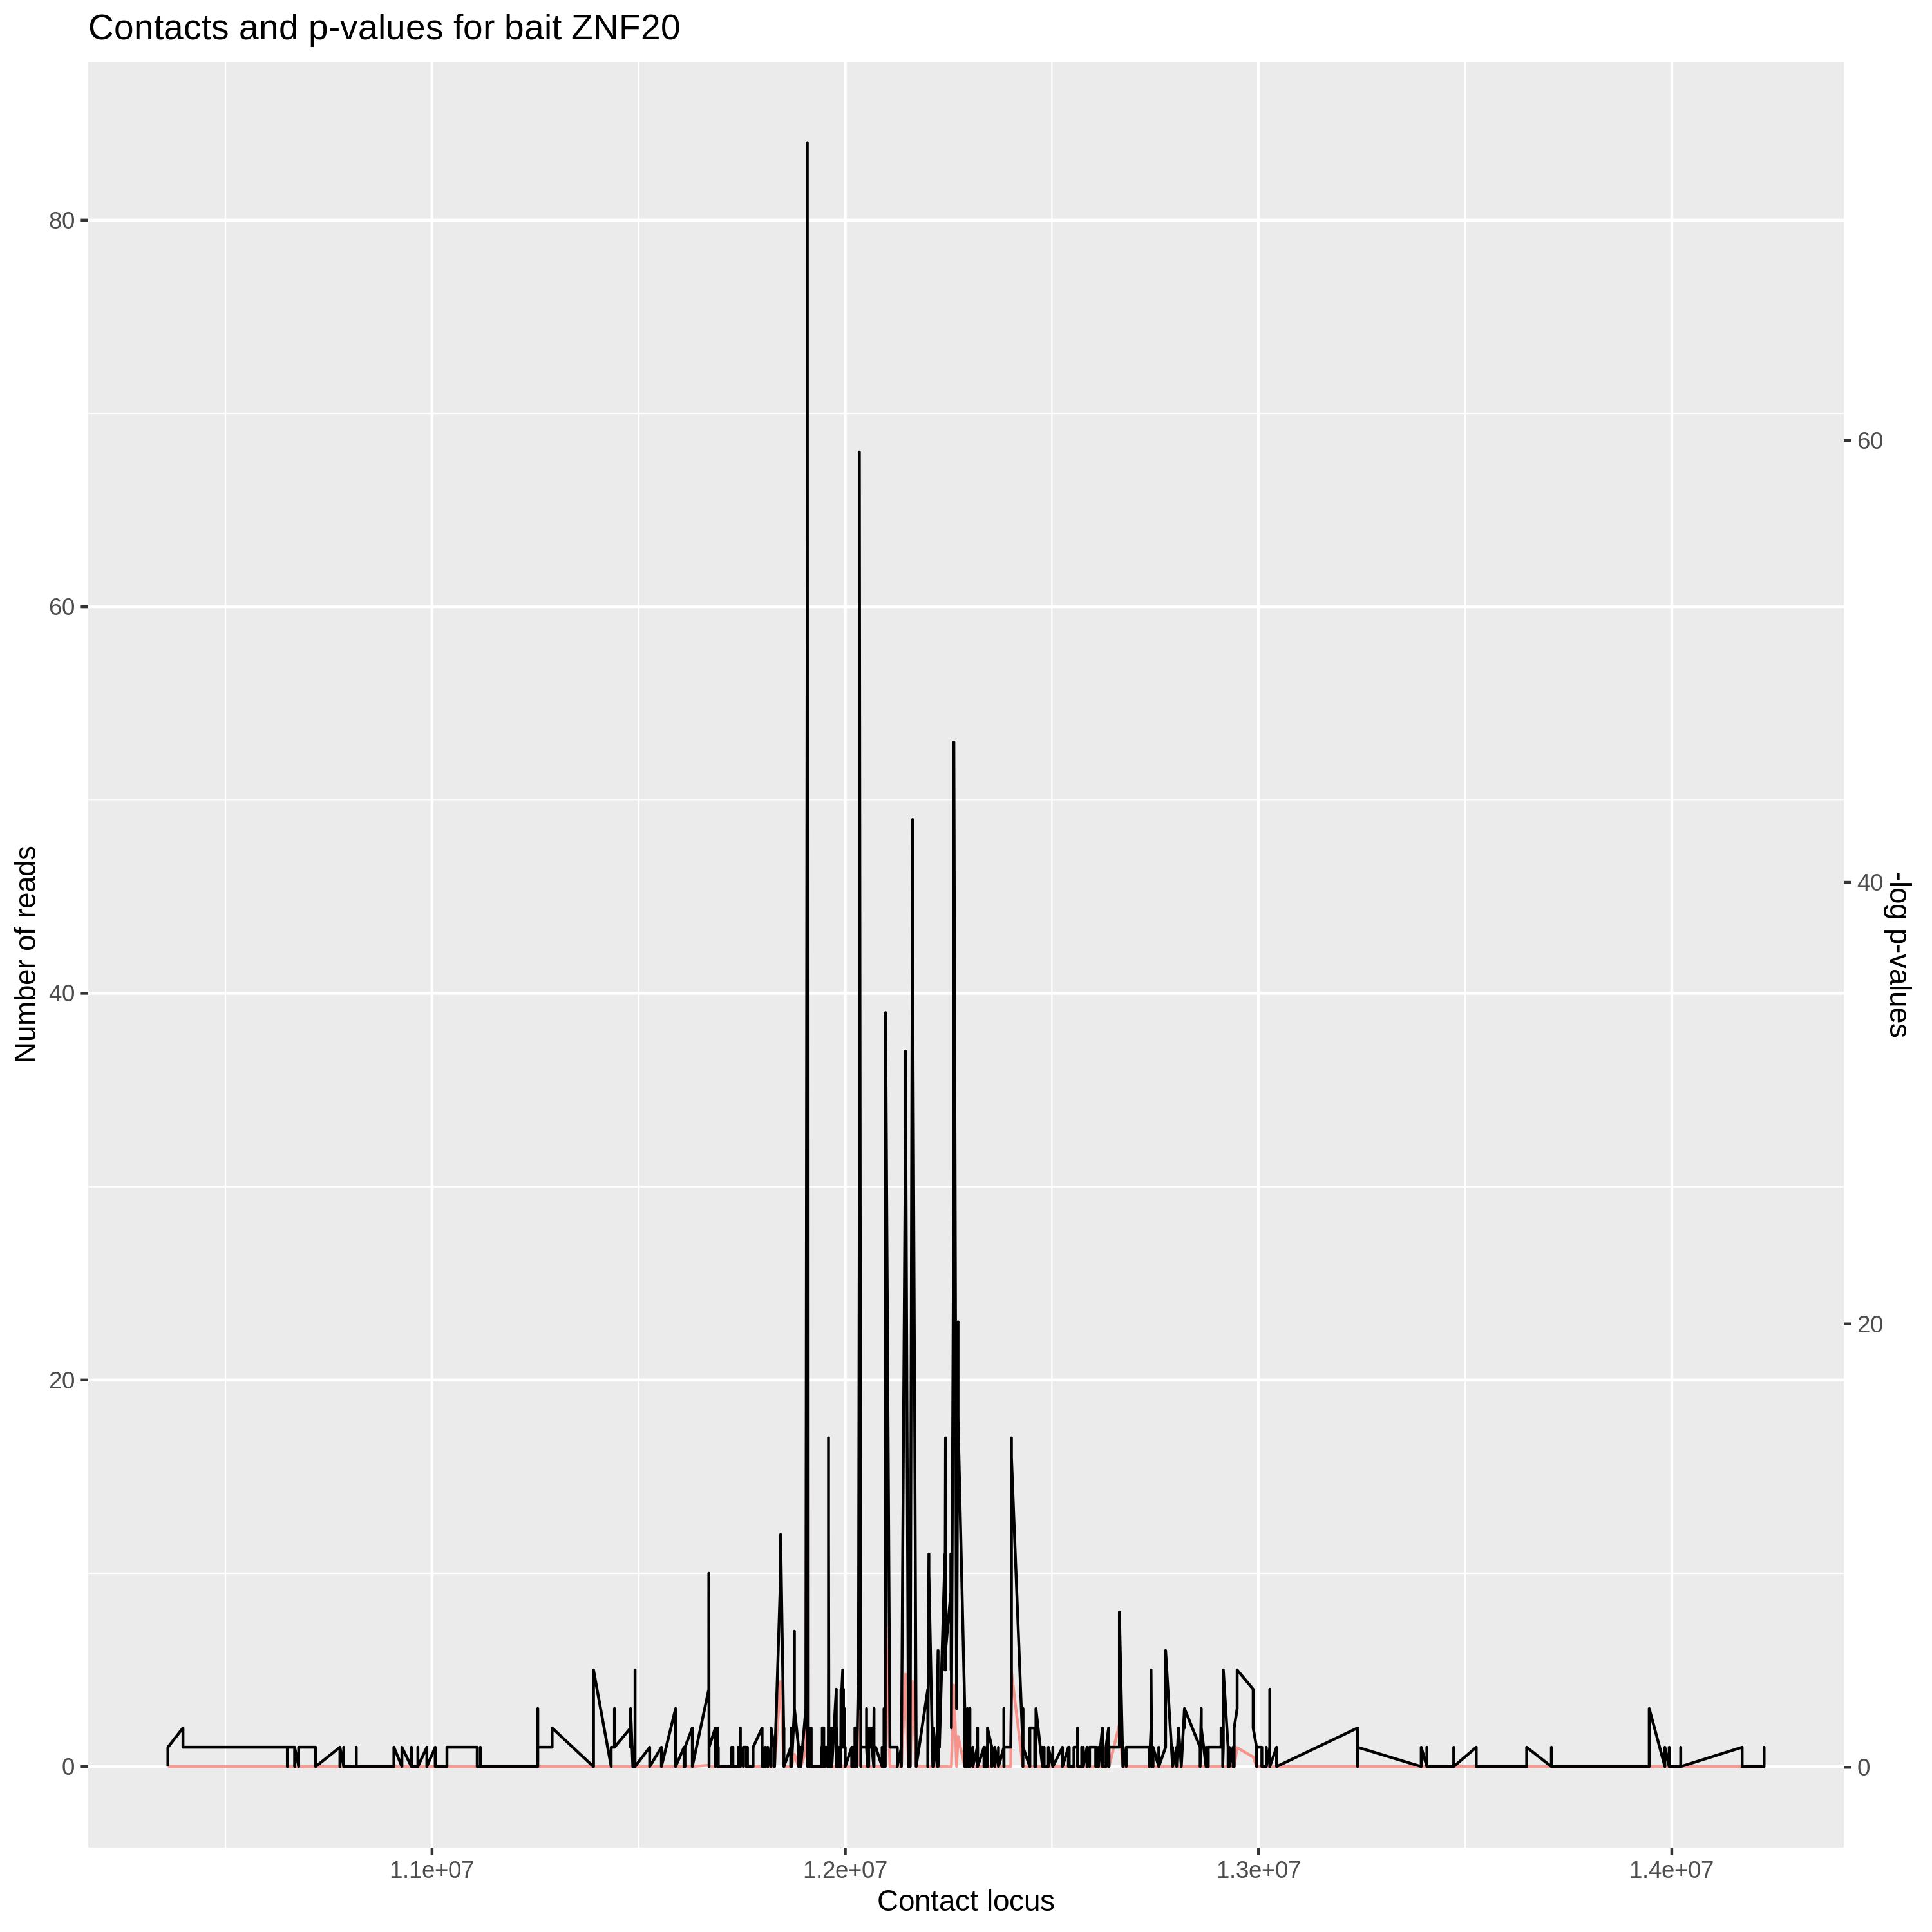 Contacts and p-values for bait ZNF20
80
60
40
20
0
60
40
20
0
Number of reads
-log p-values
1.1e+07
1.2e+07
1.3e+07
1.4e+07
Contact locus